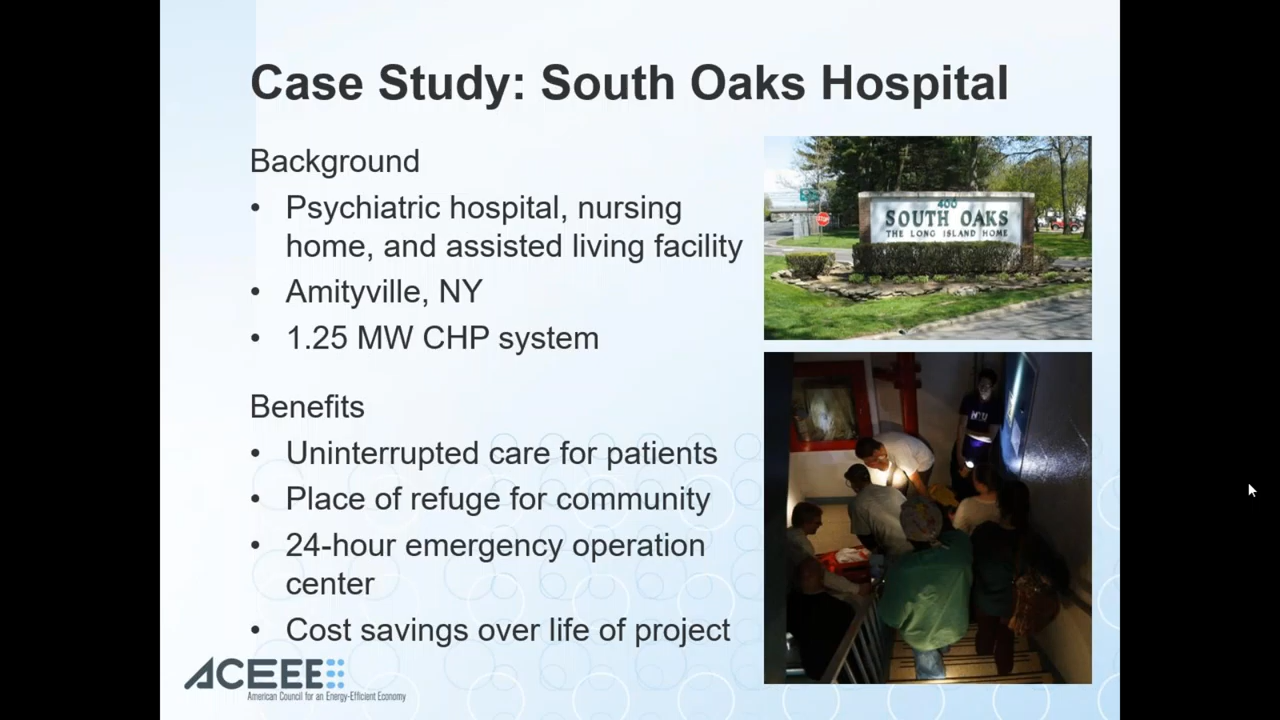 Case Study: South Oaks Hospital
Background
• Psychiatric hospital, nursing
home, and assisted living facility
• Amityville, NY
• 1.25 MW CHP system
Benefits
• Uninterrupted care for patients
• Place of refuge for community
• 24-hour emergency operation
center
• Cost savings over life of project
400
SOUTH OAKS
THE LONG ISLAND HOME
STOP
ACEEE
American Council for an Energy-Efficient Economy